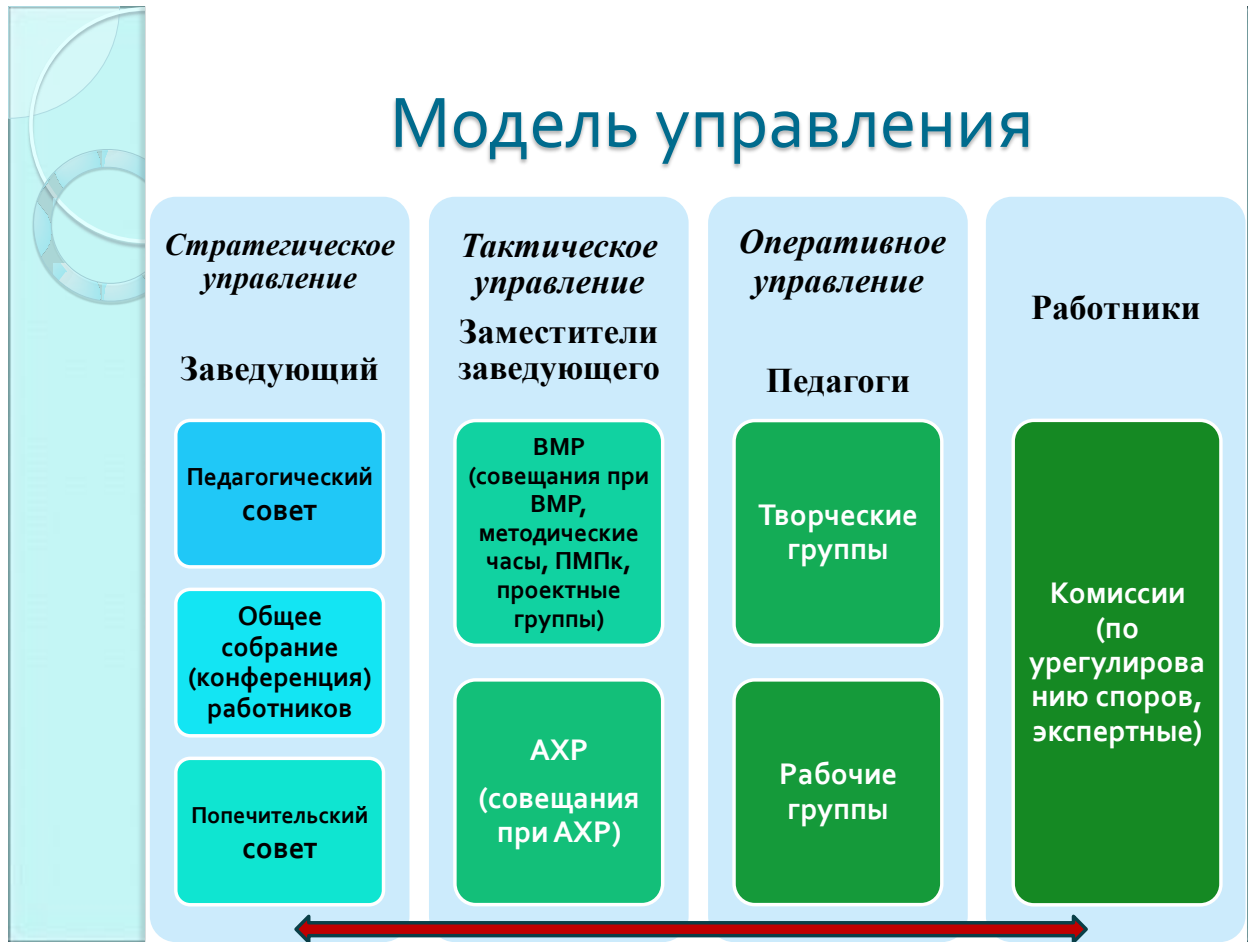 Модель управления
Стратегическое
управление
Заведующий
Педагогический
совет
Общее
собрание
(конференция)
работников
Попечительский
совет
Тактическое
управление
Заместители
заведующего
ВМР
(совещания при
ВМР,
методические
часы, ПМПк,
проектные
группы)
АХР
(совещания
при АХР)
Оперативное
управление
Педагоги
Творческие
группы
Рабочие
группы
Работники
Комиссии
(по
урегулирова
нию споров,
экспертные)